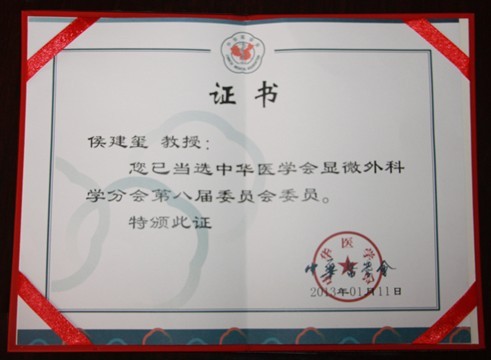 证书
侯建玺 教授：
您已当选中华医学会显微外科
学分会第八届委员会委员。
特颁此证
中华医学会
2013年01月11日